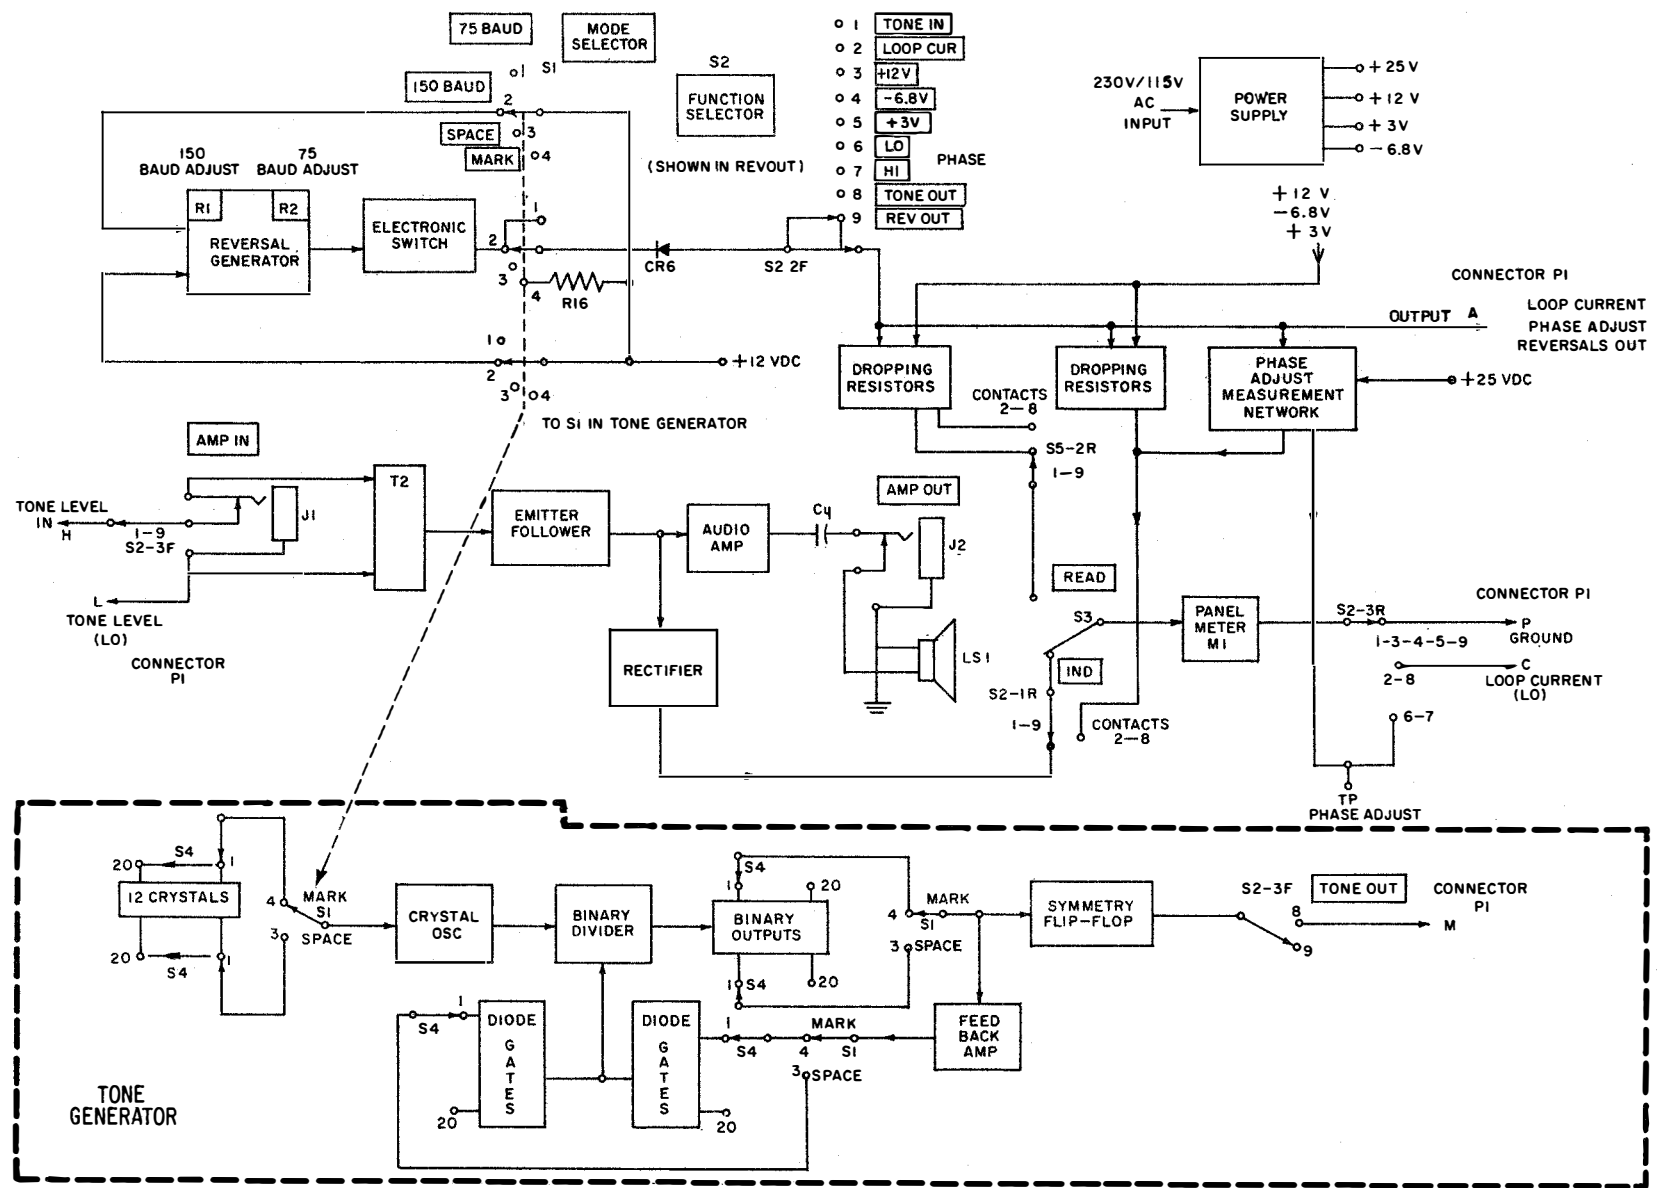 75 BAUD
MODE
SELECTOR
S1
1
150 BAUD
2
SPACE
3
MARK
4
S2
FUNCTION
SELECTOR
(SHOWN IN REVOUT)
1 TONE IN
2 LOOP CUR
3 +12V
4 -6.8V
5 +3V
6 LO
PHASE
7 HI
8 TONE OUT
9 REV OUT
230V/115V
AC
INPUT
POWER
SUPPLY
+25V
+12 V
+3V
-6.8V
+12 V
-6.8V
+3V
150
BAUD ADJUST
75
BAUD ADJUST
R1
R2
REVERSAL
GENERATOR
ELECTRONIC
SWITCH
1
2
3
4
R16
CR6
S2 2F
1
2
3
4
+12 VDC
TO S1 IN TONE GENERATOR
CONNECTOR P1
OUTPUT A
LOOP CURRENT
PHASE ADJUST
REVERSALS OUT
DROPPING
RESISTORS
DROPPING
RESISTORS
PHASE
ADJUST
MEASUREMENT
NETWORK
+25 VDC
CONTACTS
2-8
S5-2R
1-9
AMP IN
TONE LEVEL
IN
H
1-9
S2-3F
J1
L
TONE LEVEL
(LO)
CONNECTOR
P1
T2
EMITTER
FOLLOWER
AUDIO
AMP
C4
AMP OUT
J2
LS1
RECTIFIER
READ
S3
IND
S2-1R
1-9
CONTACTS
2-8
PANEL
METER
M1
S2-3R
1-3-4-5-9
CONNECTOR P1
P
GROUND
2-8
C
LOOP CURRENT
(LO)
6-7
TP
PHASE ADJUST
20
S4
1
12 CRYSTALS
20
S4
1
4
MARK
S1
3
SPACE
CRYSTAL
OSC
BINARY
DIVIDER
S4
1
20
BINARY
OUTPUTS
1
S4
20
4
MARK
S1
3
SPACE
SYMMETRY
FLIP-FLOP
S2-3F
TONE OUT
8
9
CONNECTOR
P1
M
S4
1
DIODE
GATES
20
DIODE
GATES
20
1
S4
4
MARK
S1
3
SPACE
FEED
BACK
AMP
TONE
GENERATOR